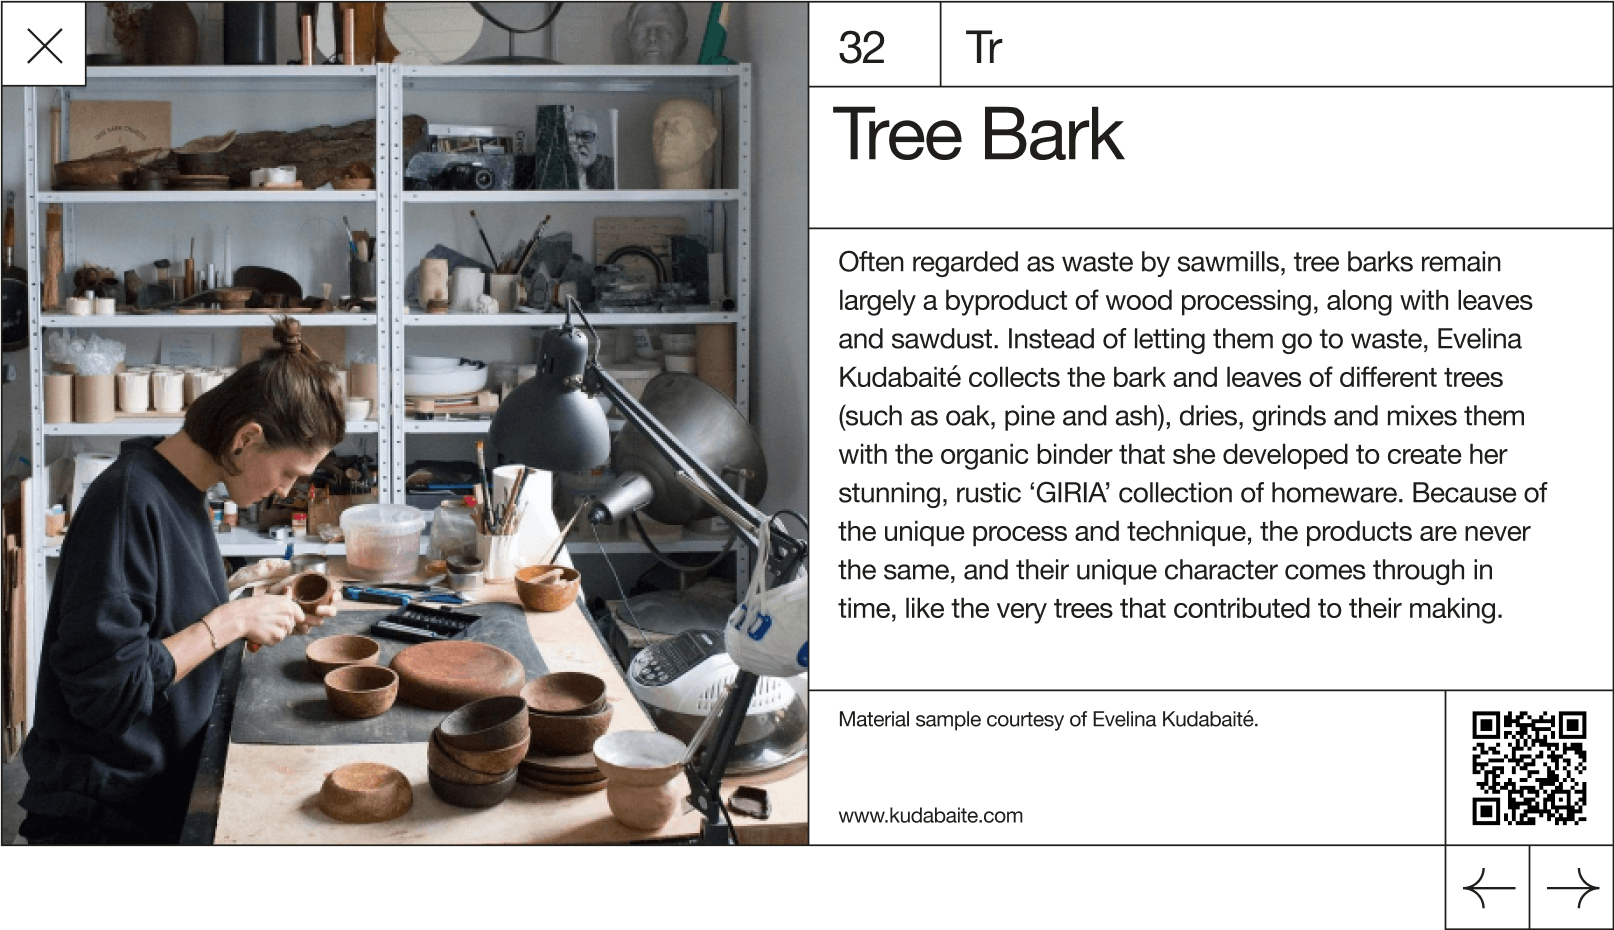 32
Tr
Tree Bark
Often regarded as waste by sawmills, tree barks remain
largely a byproduct of wood processing, along with leaves
and sawdust. Instead of letting them go to waste, Evelina
Kudabaité collects the bark and leaves of different trees
(such as oak, pine and ash), dries, grinds and mixes them
with the organic binder that she developed to create her
stunning, rustic ‘GIRIA’ collection of homeware. Because of
the unique process and technique, the products are never
the same, and their unique character comes through in
time, like the very trees that contributed to their making.
Material sample courtesy of Evelina Kudabaité.
www.kudabaite.com